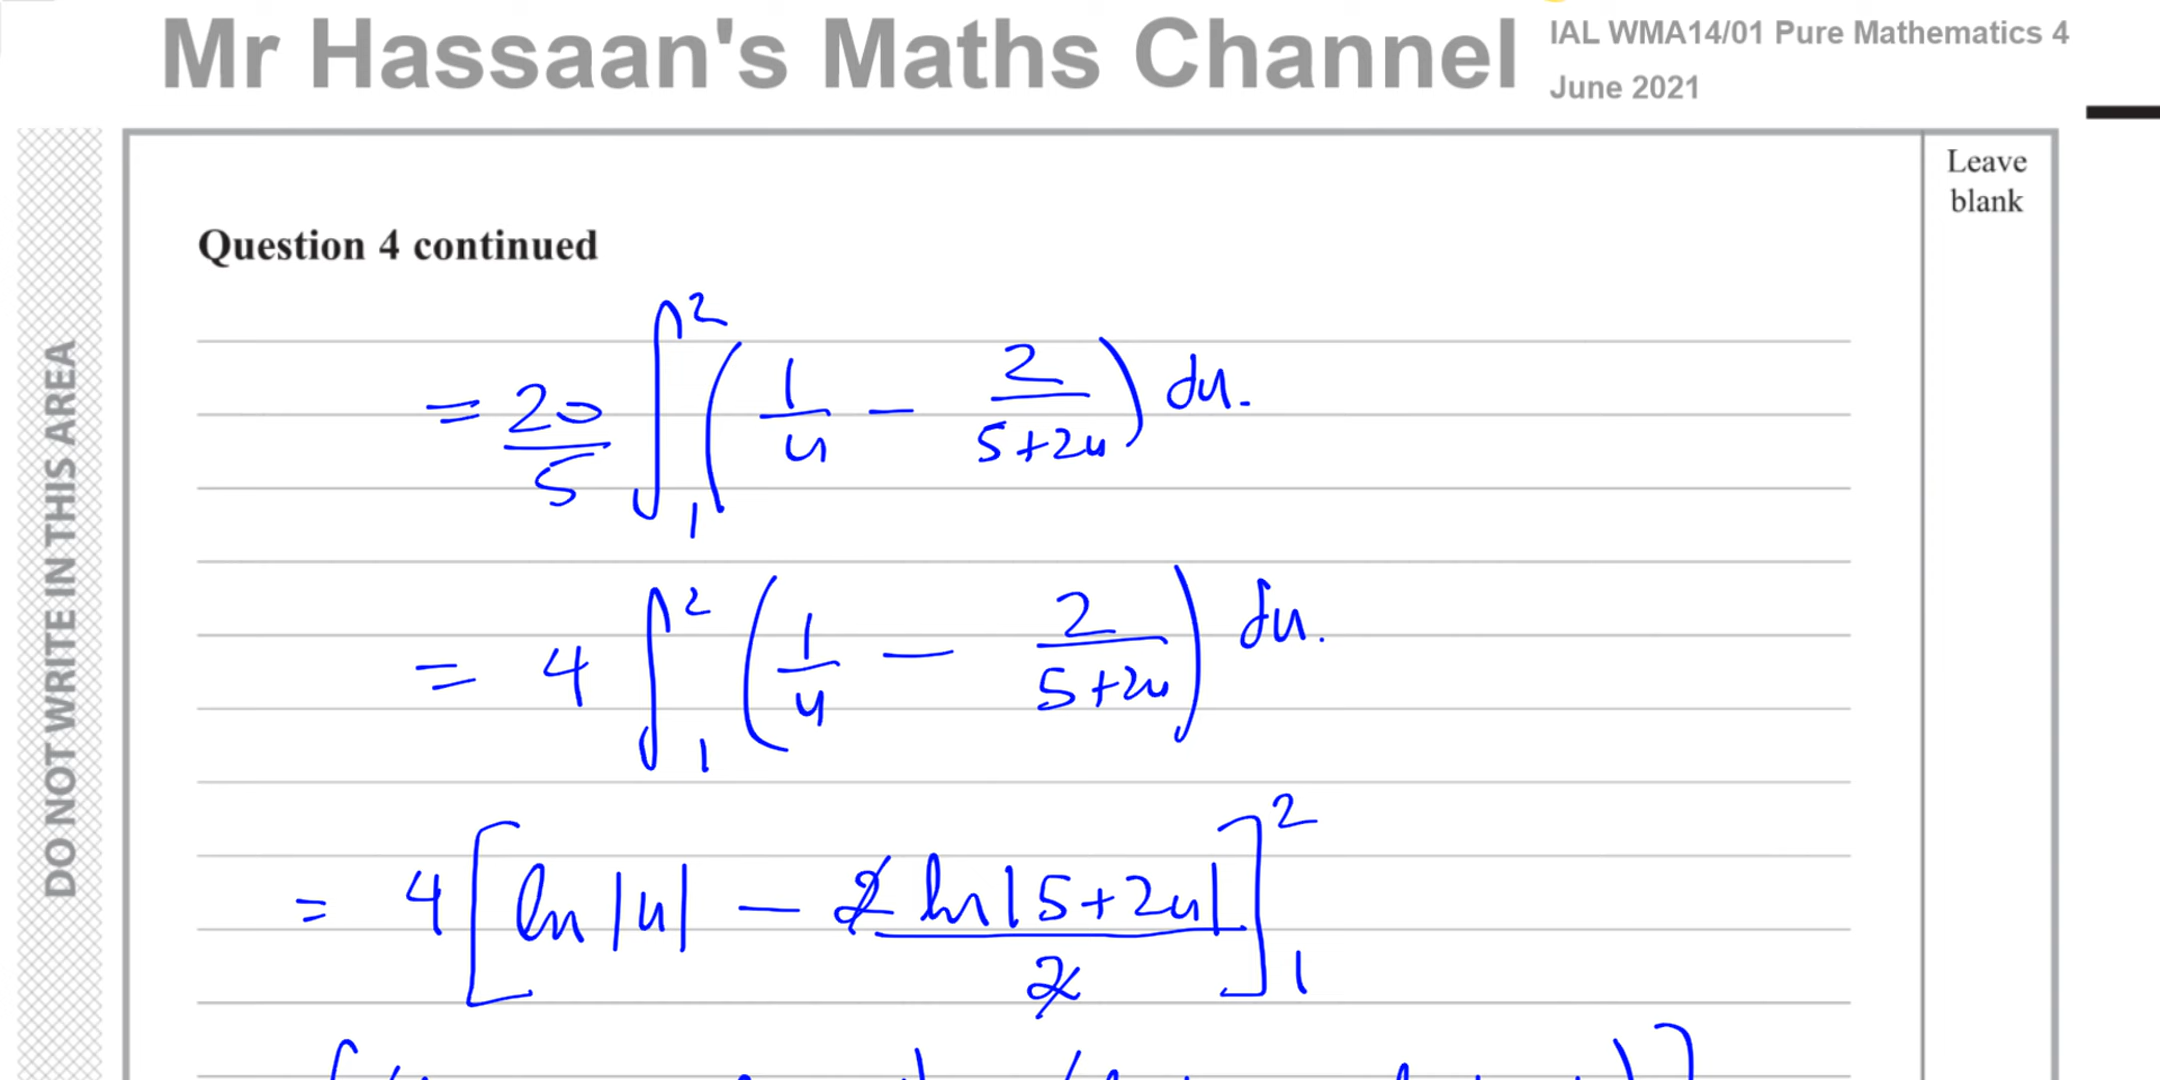 Mr Hassaan's Maths Channel
IAL WMA14/01 Pure Mathematics 4
June 2021
Leave
blank
Question 4 continued
= 20/5 ∫₁² (1/u − 2/(5+2u)) du.
= 4 ∫₁² (1/u − 2/(5+2u)) du.
= 4 [ln|u| − 2 ln|5+2u| / 2]₁²
DO NOT WRITE IN THIS AREA